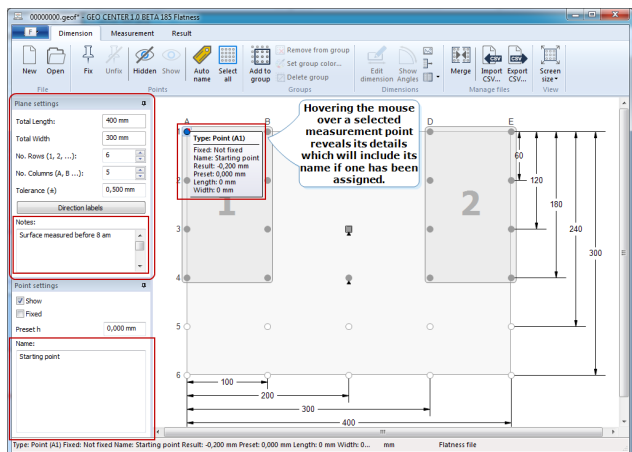 00000000.geof* - GEO CENTER1.0 BETA 185 Flatness
F
Dimension Measurement Result
New Open Fix Unfix Hidden Show Auto name Select all Add to group Remove from group Set group color... Delete group Edit dimension Show Angles Merge Import CSV... Export CSV... Screen size
File Points Groups Dimensions Manage files View
Plane settings
Total Length: 400 mm
Total Width 300 mm
No. Rows (1, 2, ...): 6
No. Columns (A, B ...): 5
Tolerance (±) 0,500 mm
Direction labels
Notes:
Surface measured before 8 am
Point settings
Show
Fixed
Preset h 0,000 mm
Name:
Starting point
A B D E
1
2
3
4
5
6
Type: Point (A1)
Fixed: Not fixed
Name: Starting point
Result: -0,200 mm
Preset: 0,000 mm
Length: 0 mm
Width: 0 mm
Hovering the mouse
over a selected
measurement point
reveals its details
which will include its
name if one has been
assigned.
1 2
60
120
180
240
300
100
200
300
400
Type: Point (A1) Fixed: Not fixed Name: Starting point Result: -0,200 mm Preset: 0,000 mm Length: 0 mm Width: 0... mm Flatness file